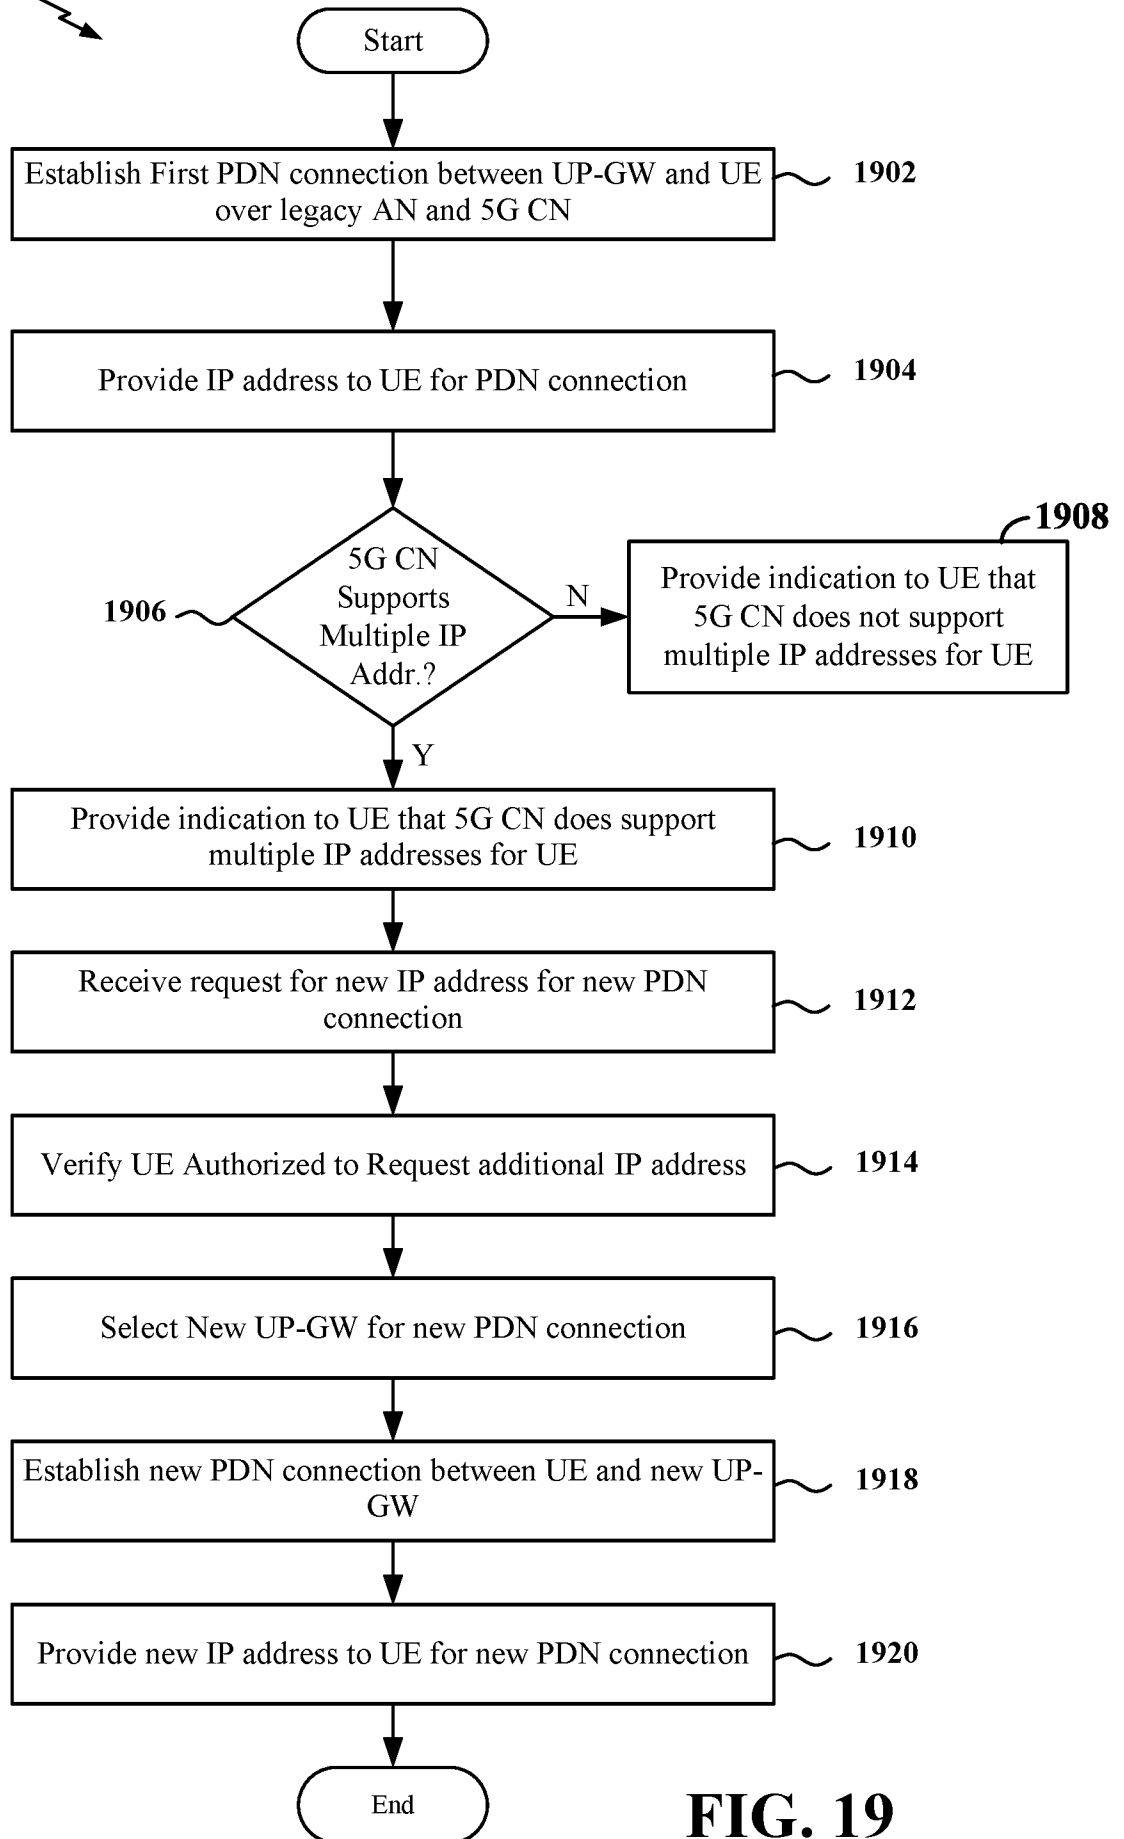 Start
Establish First PDN connection between UP-GW and UE
over legacy AN and 5G CN
1902
Provide IP address to UE for PDN connection
1904
5G CN
Supports
Multiple IP
Addr.?
1906
N
1908
Provide indication to UE that
5G CN does not support
multiple IP addresses for UE
Y
Provide indication to UE that 5G CN does support
multiple IP addresses for UE
1910
Receive request for new IP address for new PDN
connection
1912
Verify UE Authorized to Request additional IP address
1914
Select New UP-GW for new PDN connection
1916
Establish new PDN connection between UE and new UP-
GW
1918
Provide new IP address to UE for new PDN connection
1920
End
FIG. 19